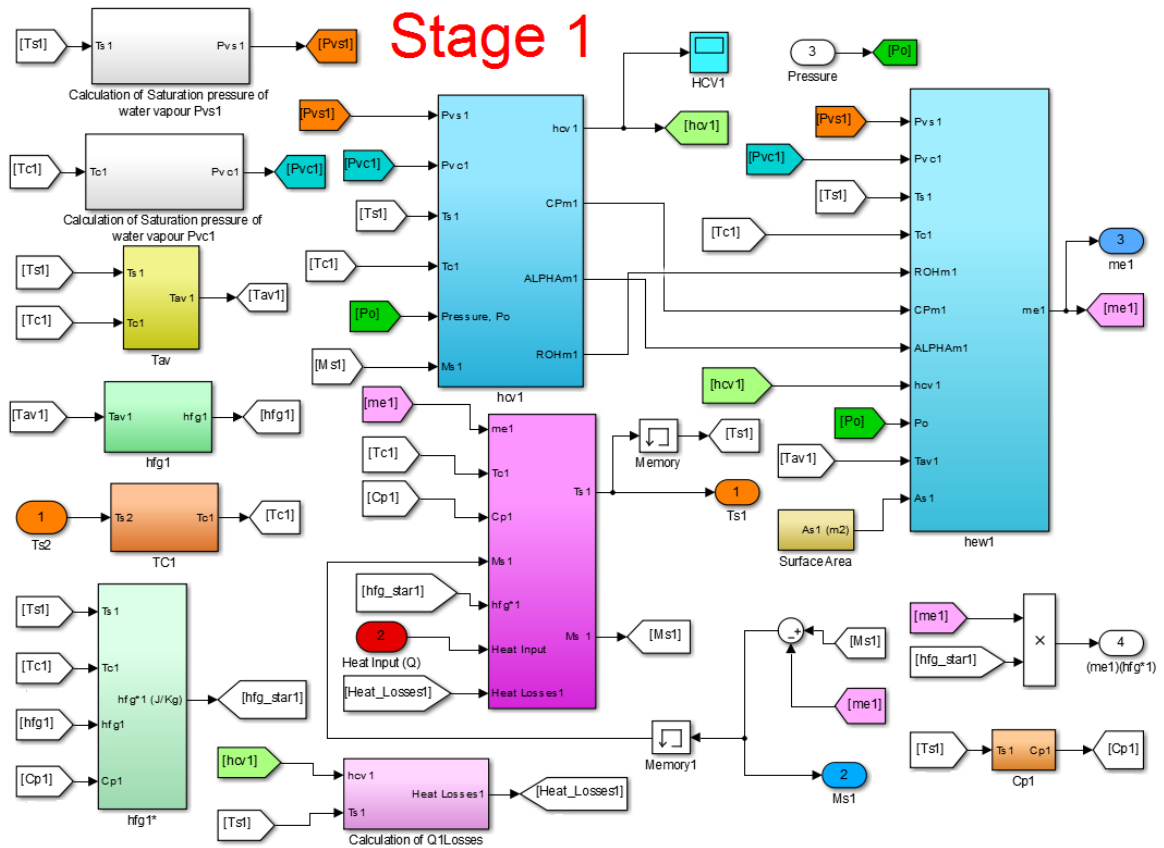 Stage 1
[Ts1]
Ts1
Pvs1
[Pvs1]
Calculation of Saturation pressure of
water vapour Pvs1
[Tc1]
Tc1
Pvc1
[Pvc1]
Calculation of Saturation pressure of
water vapour Pvc1
[Ts1]
[Tc1]
Ts1
Tc1
Tav1
[Tav1]
Tav
[Tav1]
Tav1
hfg1
[hfg1]
hfg1
1
Ts2
Ts2
Tc1
[Tc1]
TC1
[Ts1]
[Tc1]
[hfg1]
[Cp1]
Ts1
Tc1
hfg1
Cp1
hfg*1 (J/Kg)
[hfg_star1]
hfg1*
[Pvs1]
[Pvc1]
[Ts1]
[Tc1]
[Po]
[Ms1]
Pvs1
Pvc1
Ts1
Tc1
Pressure, Po
Ms1
hcv1
CPm1
ALPHAm1
ROHm1
hcv1
HCV1
[hcv1]
[me1]
[Tc1]
[Cp1]
[hfg_star1]
2
Heat Input (Q)
[Heat_Losses1]
me1
Tc1
Cp1
Ms1
hfg*1
Heat Input
Heat Losses1
Ts1
Ms 1
Memory
[Ts1]
1
Ts1
[Ms1]
[hcv1]
[Ts1]
hcv1
Ts1
Heat Losses1
[Heat_Losses1]
Calculation of Q1Losses
Memory1
3
Pressure
[Po]
[Pvs1]
[Pvc1]
[Ts1]
[Tc1]
[hcv1]
[Po]
[Tav1]
As1 (m2)
Surface Area
Pvs1
Pvc1
Ts1
Tc1
ROHm1
CPm1
ALPHAm1
hcv1
Po
Tav1
As1
me1
hew1
3
me1
[me1]
−+
[Ms1]
[me1]
2
Ms1
[me1]
[hfg_star1]
×
4
(me1)(hfg*1)
[Ts1]
Ts1
Cp1
[Cp1]
Cp1